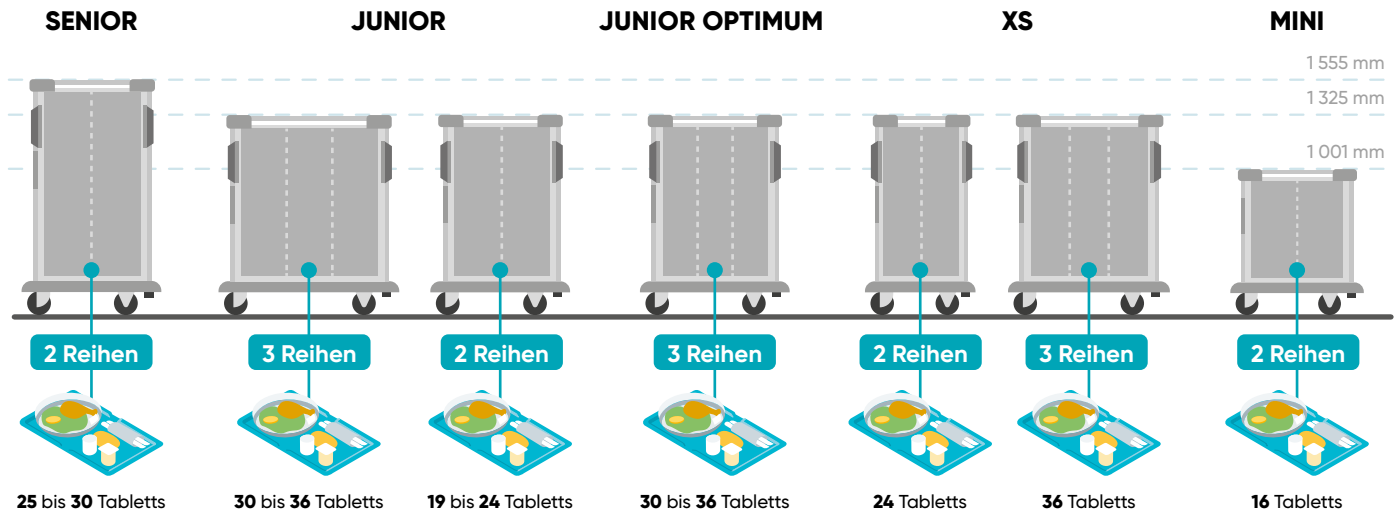 SENIOR
JUNIOR
JUNIOR OPTIMUM
XS
MINI
1 555 mm
1 325 mm
1 001 mm
2 Reihen
3 Reihen
2 Reihen
3 Reihen
2 Reihen
3 Reihen
2 Reihen
25 bis 30 Tabletts
30 bis 36 Tabletts
19 bis 24 Tabletts
30 bis 36 Tabletts
24 Tabletts
36 Tabletts
16 Tabletts